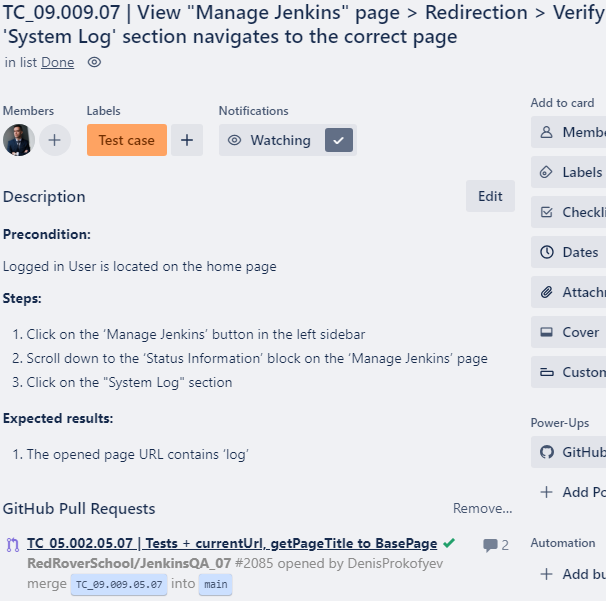 TC_09.009.07 | View "Manage Jenkins" page > Redirection > Verify
'System Log' section navigates to the correct page
in list Done
Members
Labels
Notifications
Test case
Watching
Description
Edit
Precondition:
Logged in User is located on the home page
Steps:
1. Click on the ‘Manage Jenkins’ button in the left sidebar
2. Scroll down to the ‘Status Information’ block on the ‘Manage Jenkins’ page
3. Click on the "System Log" section
Expected results:
1. The opened page URL contains ‘log’
GitHub Pull Requests
Remove...
TC_05.002.05.07 | Tests + currentUrl, getPageTitle to BasePage
2
RedRoverSchool/JenkinsQA_07 #2085 opened by DenisProkofyev
merge TC_09.009.05.07 into main
Add to card
Membe
Labels
Checkli
Dates
Attachr
Cover
Custon
Power-Ups
GitHub
Add Po
Automation
Add bu